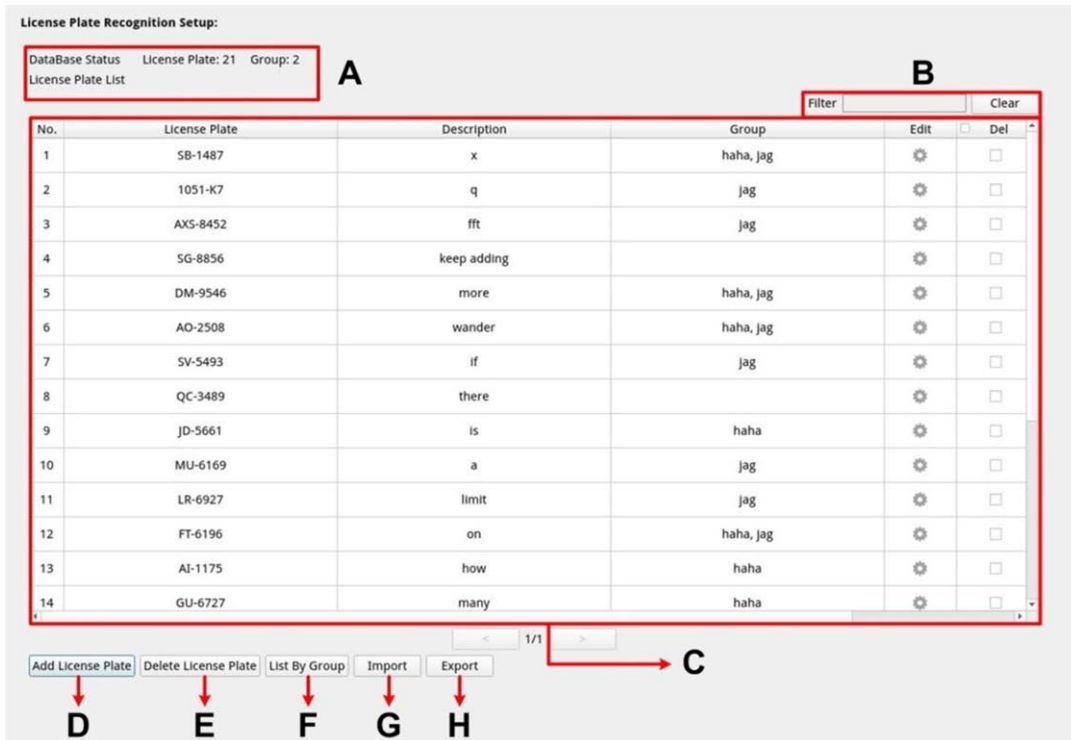 License Plate Recognition Setup:
DataBase Status License Plate: 21 Group: 2
License Plate List
A
B
Filter Clear
No. License Plate Description Group Edit Del
1 SB-1487 x haha, jag
2 1051-K7 q jag
3 AXS-8452 fft jag
4 SG-8856 keep adding
5 DM-9546 more haha, jag
6 AO-2508 wander haha, jag
7 SV-5493 if jag
8 QC-3489 there
9 JD-5661 is haha
10 MU-6169 a jag
11 LR-6927 limit jag
12 FT-6196 on haha, jag
13 AI-1175 how haha
14 GU-6727 many haha
< 1/1 >
C
Add License Plate Delete License Plate List By Group Import Export
D E F G H